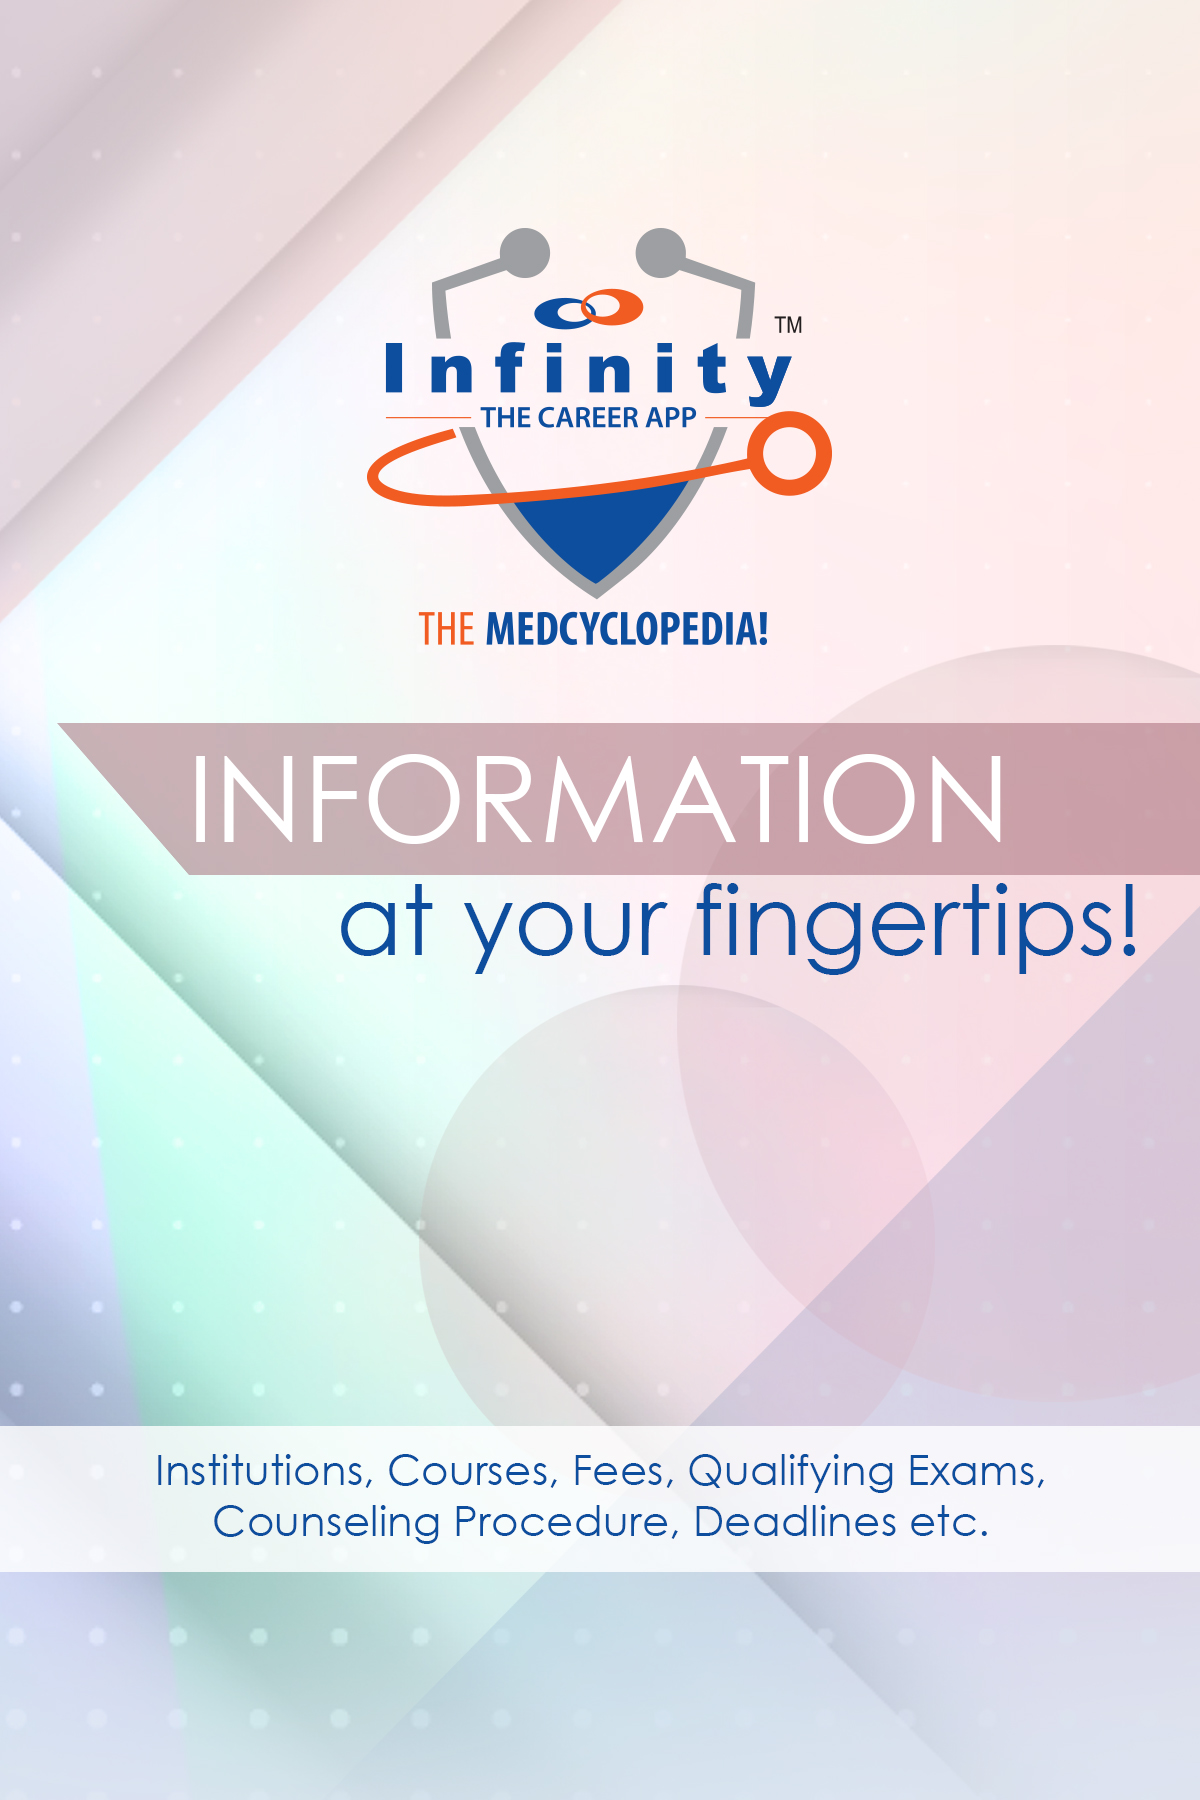 Infinity
TM
THE CAREER APP
THE MEDCYCLOPEDIA!
INFORMATION
at your fingertips!
Institutions, Courses, Fees, Qualifying Exams,
Counseling Procedure, Deadlines etc.